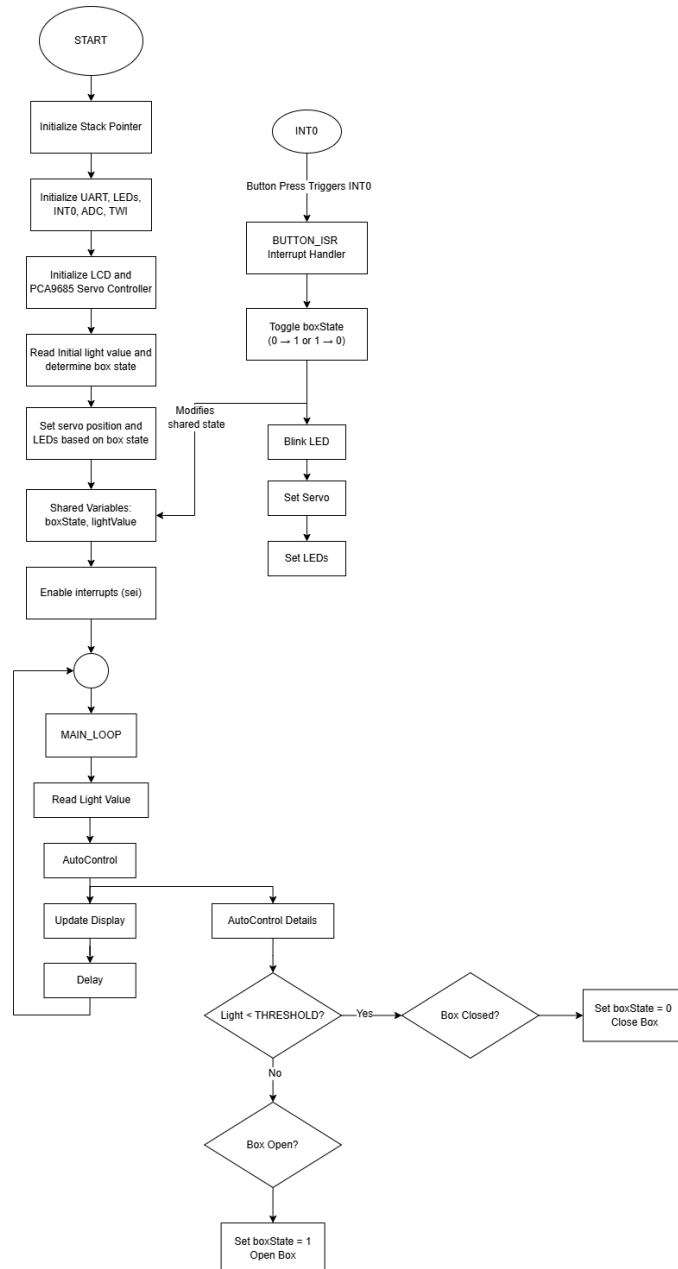 START
Initialize Stack Pointer
Initialize UART, LEDs,
INT0, ADC, TWI
Initialize LCD and
PCA9685 Servo Controller
Read Initial light value and
determine box state
Set servo position and
LEDs based on box state
Shared Variables:
boxState, lightValue
Enable interrupts (sei)
MAIN_LOOP
Read Light Value
AutoControl
Update Display
Delay
INT0
Button Press Triggers INT0
BUTTON_ISR
Interrupt Handler
Toggle boxState
(0 → 1 or 1 → 0)
Modifies
shared state
Blink LED
Set Servo
Set LEDs
AutoControl Details
Light < THRESHOLD?
Yes
Box Closed?
Set boxState = 0
Close Box
No
Box Open?
Set boxState = 1
Open Box